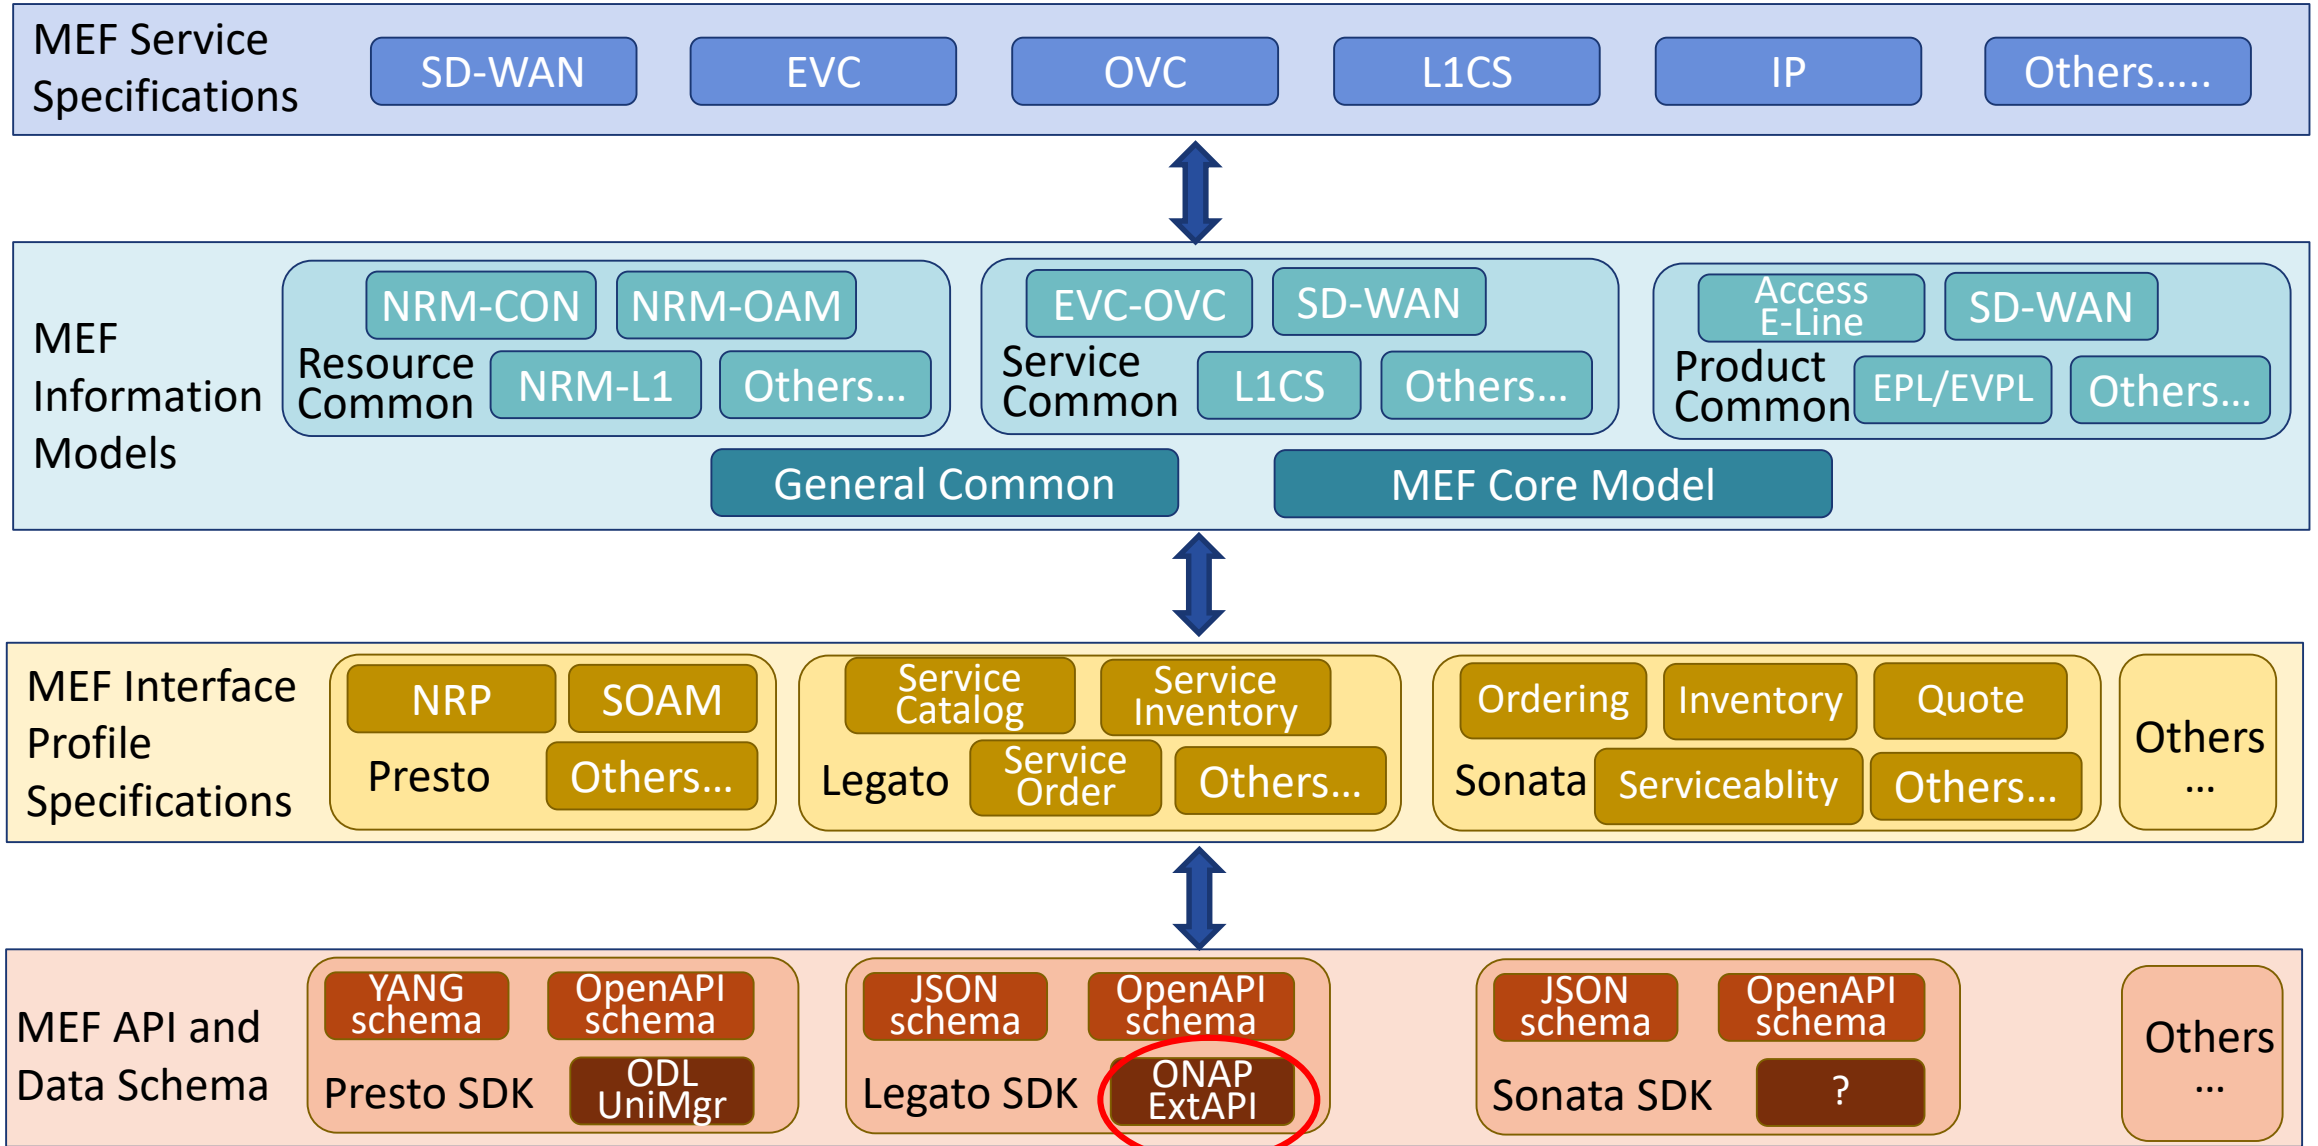 MEF Service
Specifications
SD-WAN
EVC
OVC
L1CS
IP
Others.....
MEF
Information
Models
NRM-CON
NRM-OAM
Resource
Common
NRM-L1
Others...
EVC-OVC
SD-WAN
Service
Common
L1CS
Others...
Access
E-Line
SD-WAN
Product
Common
EPL/EVPL
Others...
General Common
MEF Core Model
MEF Interface
Profile
Specifications
NRP
SOAM
Presto
Others...
Service
Catalog
Service
Inventory
Legato
Service
Order
Others...
Ordering
Inventory
Quote
Sonata
Serviceablity
Others...
Others
...
MEF API and
Data Schema
YANG
schema
OpenAPI
schema
Presto SDK
ODL
UniMgr
JSON
schema
OpenAPI
schema
Legato SDK
ONAP
ExtAPI
JSON
schema
OpenAPI
schema
Sonata SDK
?
Others
...